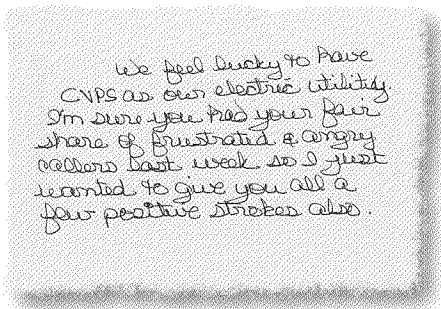 We feel lucky to have
CVPS as our electric utility.
I'm sure you had your fair
share of frustrated & angry
callers last week so I just
wanted to give you all a
few positive strokes also.